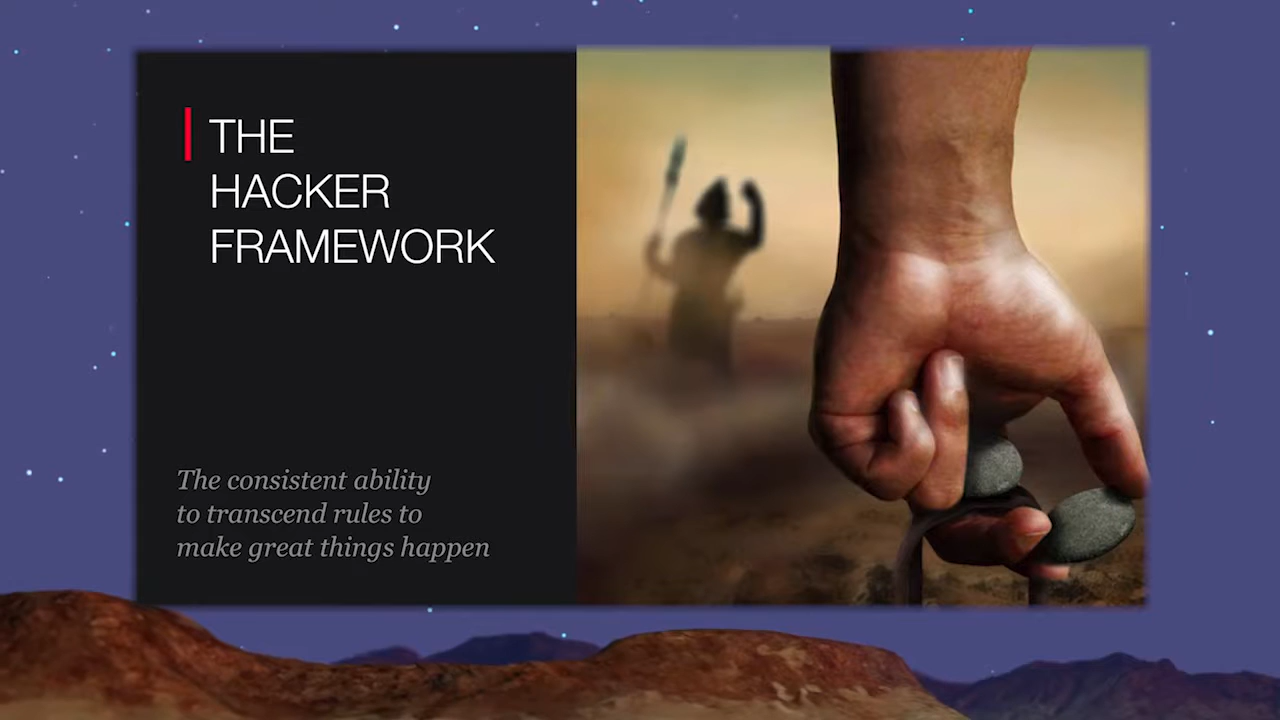 THE
HACKER
FRAMEWORK
The consistent ability
to transcend rules to
make great things happen